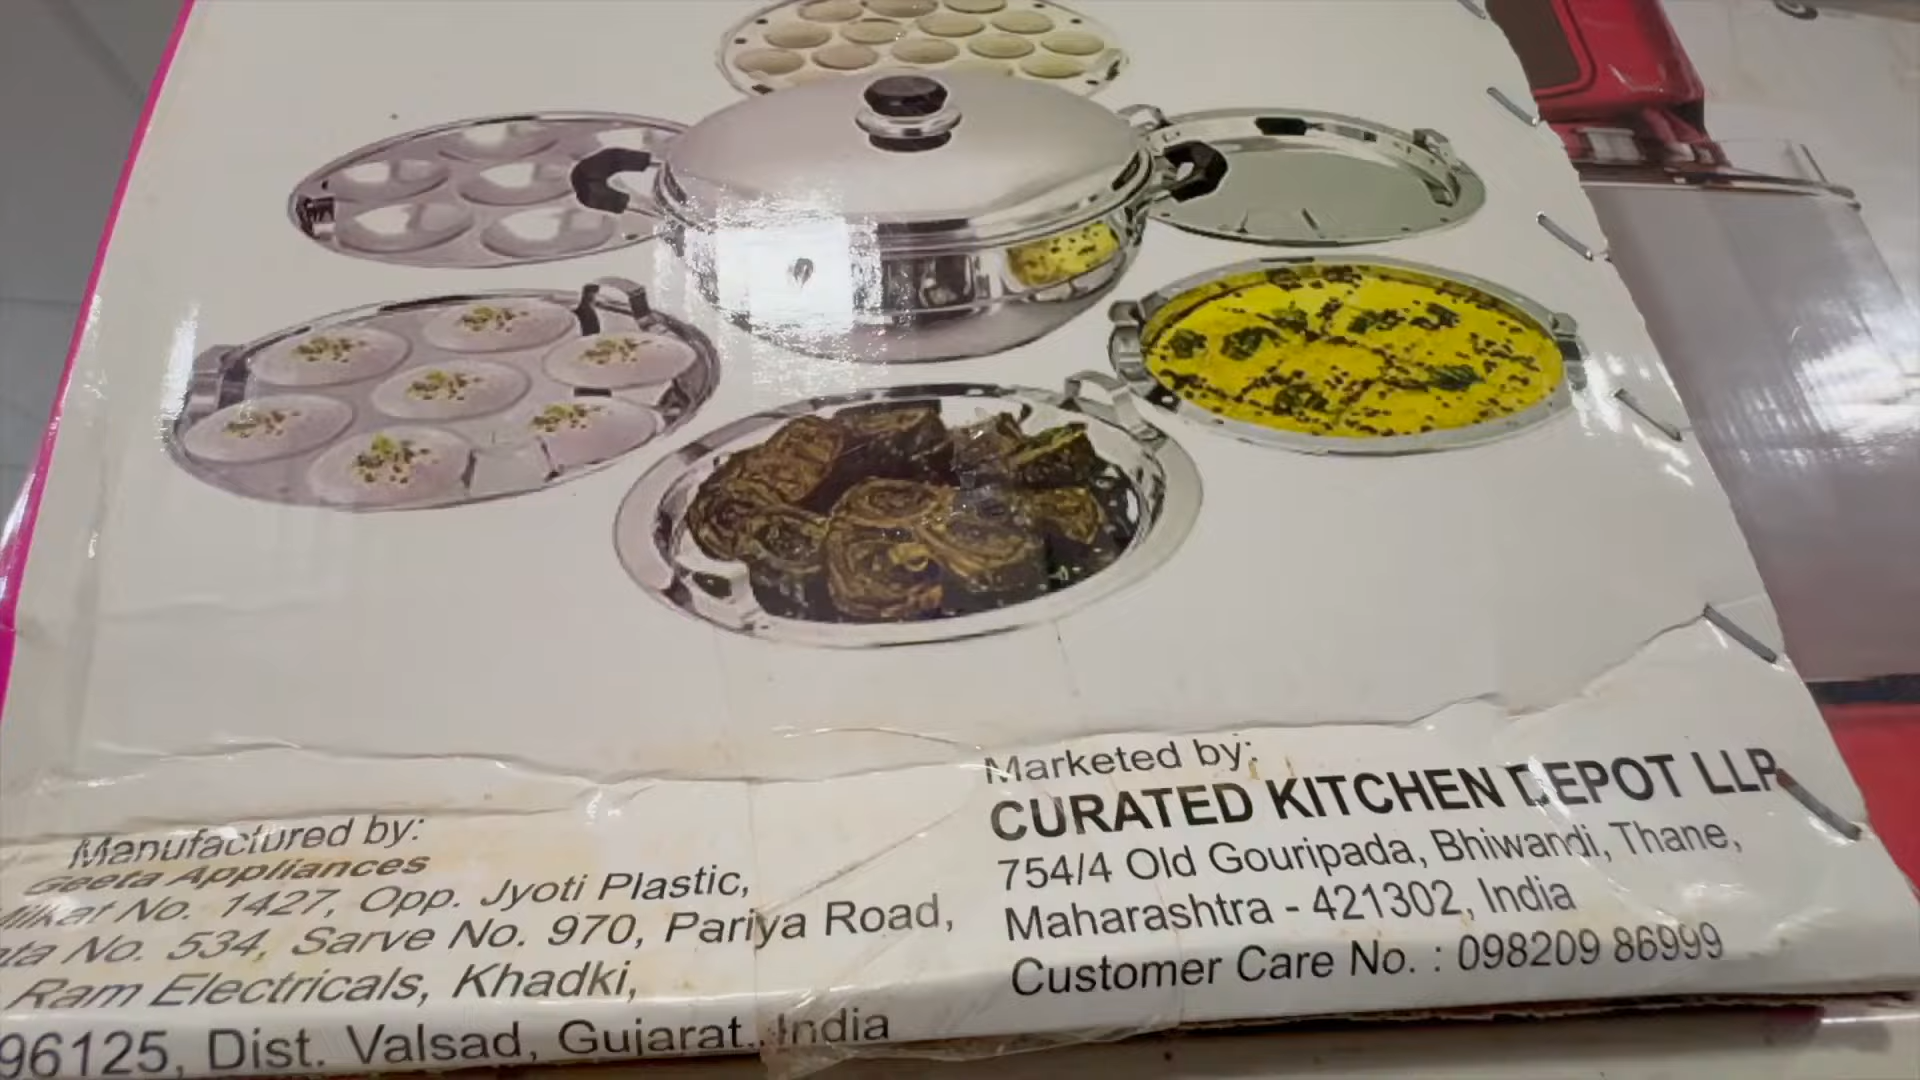 Manufactured by:
Geeta Appliances
Milkat No. 1427, Opp. Jyoti Plastic,
No. 534, Sarve No. 970, Pariya Road,
Ram Electricals, Khadki,
96125, Dist. Valsad, Gujarat., India
Marketed by:
CURATED KITCHEN DEPOT LLP
754/4 Old Gouripada, Bhiwandi, Thane,
Maharashtra - 421302, India
Customer Care No. : 098209 86999